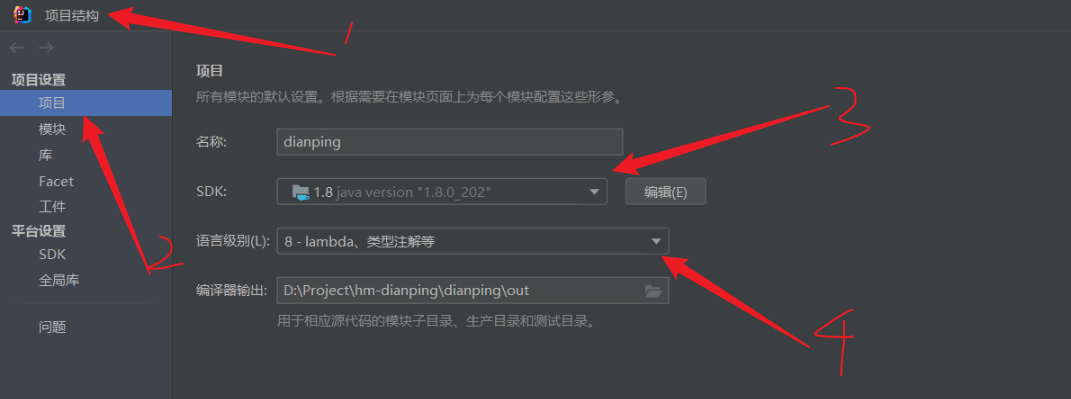 项目结构
1
项目设置
项目
模块
库
Facet
工件
平台设置
SDK
全局库
问题
2
项目
所有模块的默认设置。根据需要在模块页面上为每个模块配置这些形参。
名称: dianping
3
SDK: 1.8 java version "1.8.0_202" 编辑(E)
语言级别(L): 8 - lambda、类型注解等
编译器输出: D:\Project\hm-dianping\dianping\out
用于相应源代码的模块子目录、生产目录和测试目录。
4